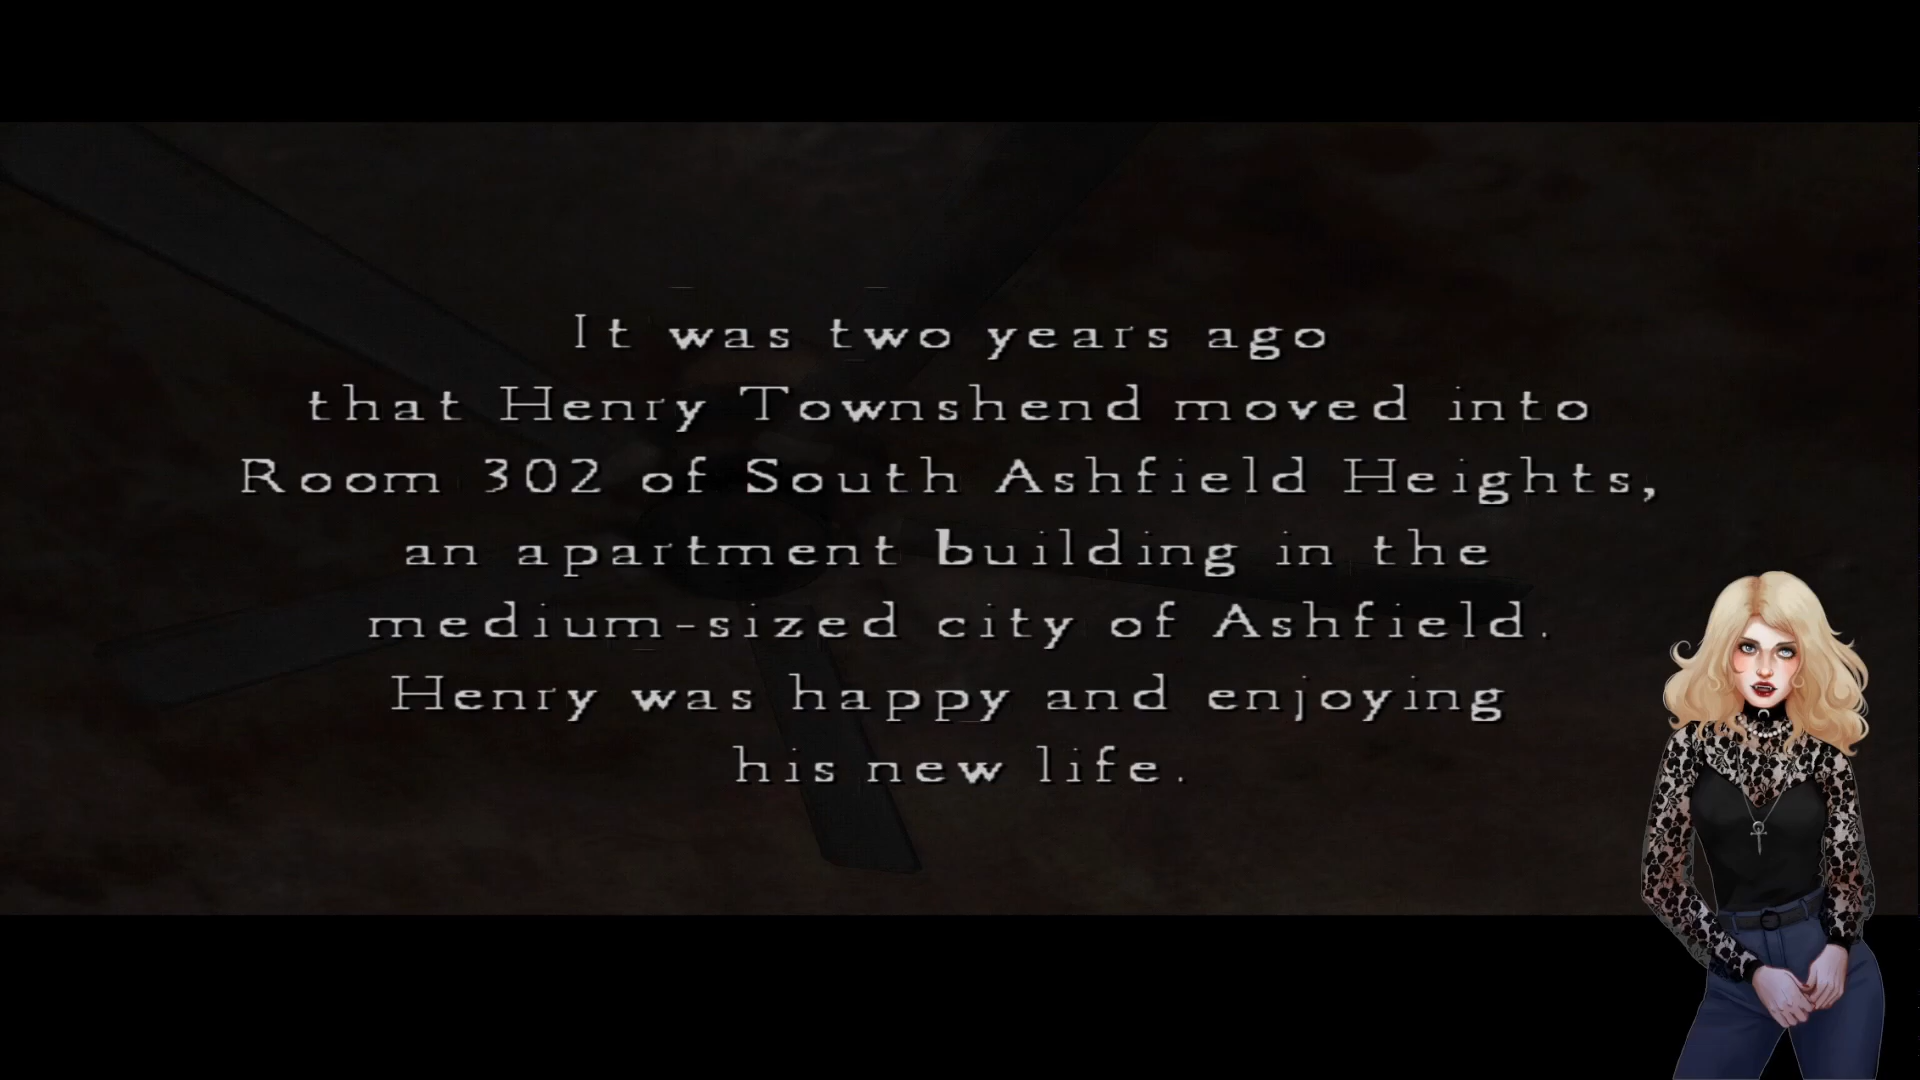 It was two years ago
that Henry Townshend moved into
Room 302 of South Ashfield Heights,
an apartment building in the
medium-sized city of Ashfield.
Henry was happy and enjoying
his new life.